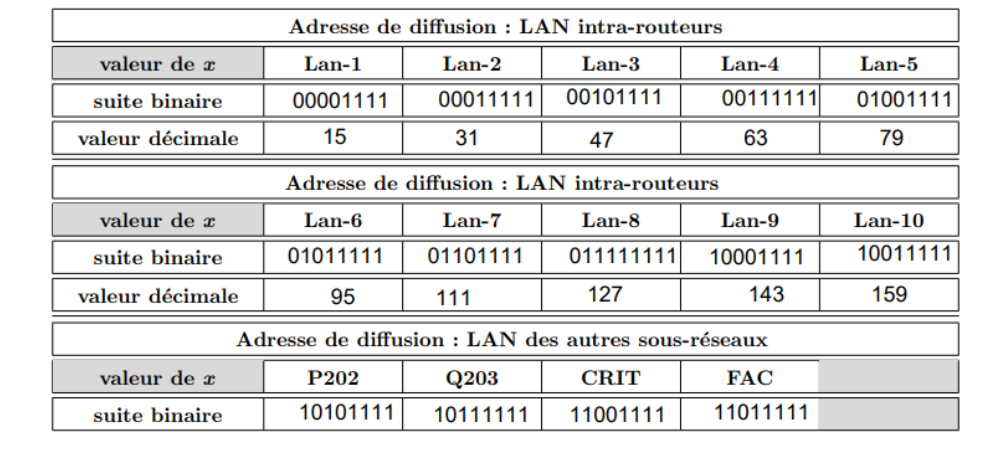 Adresse de diffusion : LAN intra-routeurs
valeur de x Lan-1 Lan-2 Lan-3 Lan-4 Lan-5
suite binaire 00001111 00011111 00101111 00111111 01001111
valeur décimale 15 31 47 63 79
Adresse de diffusion : LAN intra-routeurs
valeur de x Lan-6 Lan-7 Lan-8 Lan-9 Lan-10
suite binaire 01011111 01101111 011111111 10001111 10011111
valeur décimale 95 111 127 143 159
Adresse de diffusion : LAN des autres sous-réseaux
valeur de x P202 Q203 CRIT FAC
suite binaire 10101111 10111111 11001111 11011111